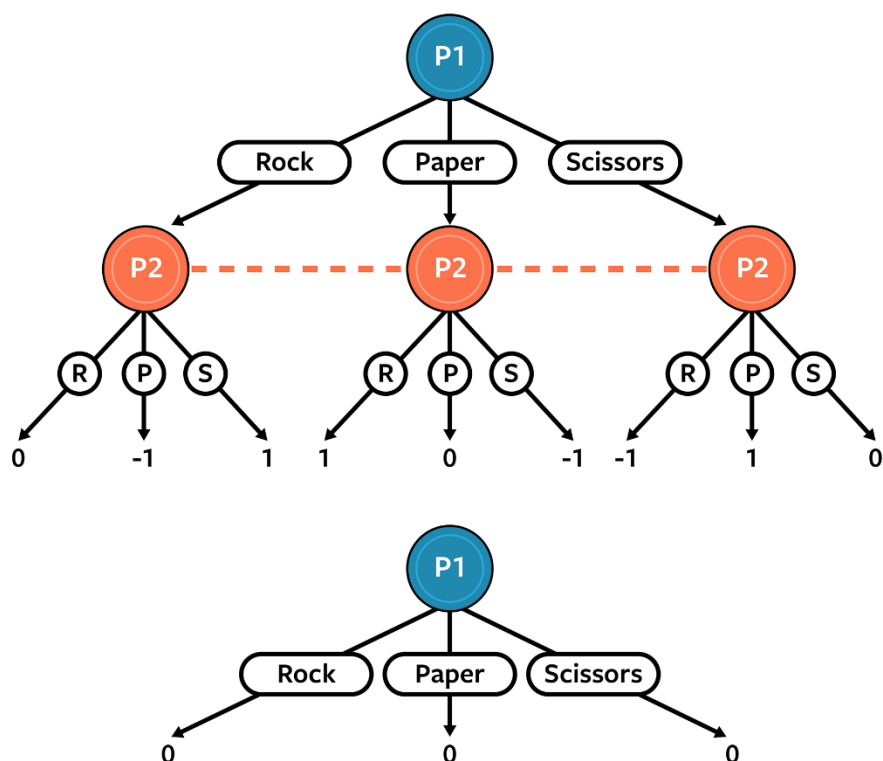 P1
Rock Paper Scissors
P2 P2 P2
R P S R P S R P S
0 -1 1 1 0 -1 -1 1 0
P1
Rock Paper Scissors
0 0 0